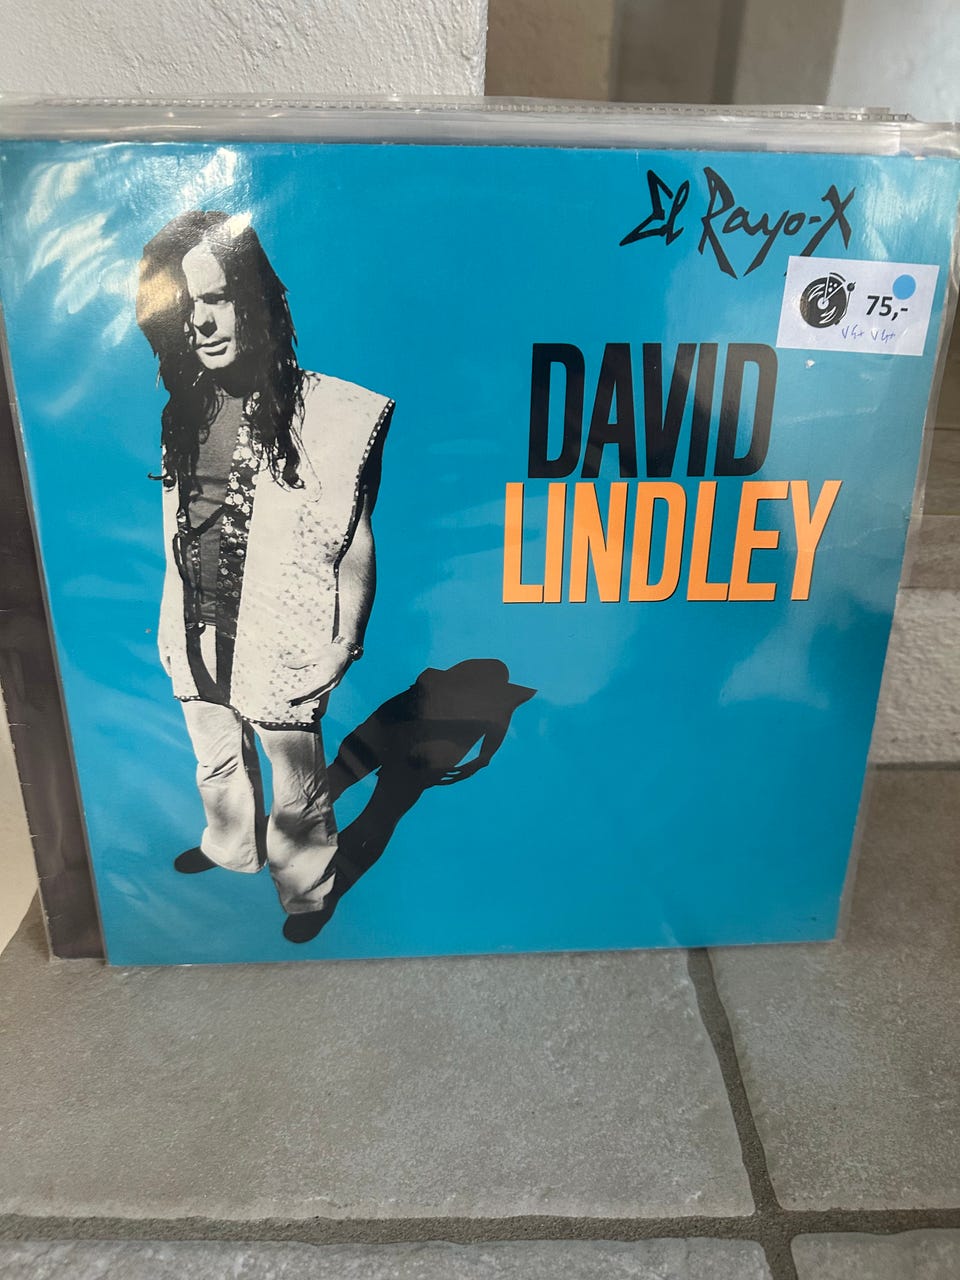 El Rayo-X
75,-
VG+ VG+
DAVID
LINDLEY